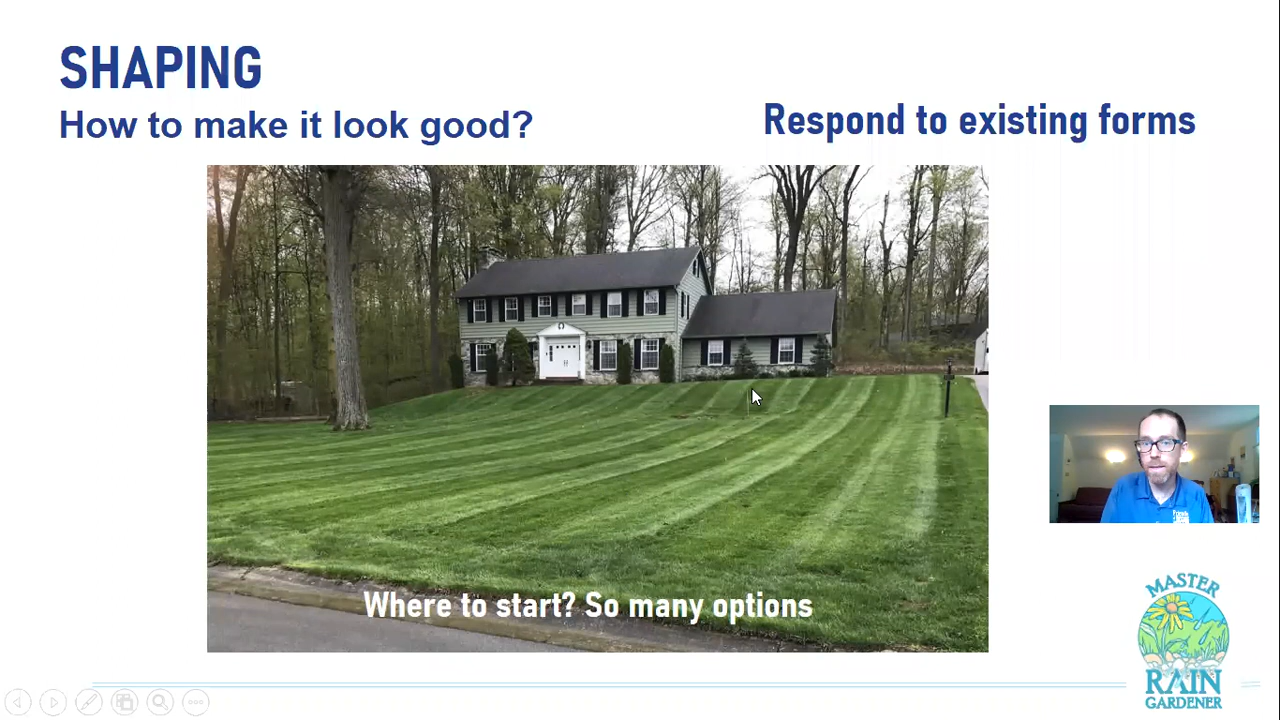 SHAPING
How to make it look good?
Respond to existing forms
Where to start? So many options
MASTER
RAIN
GARDENER